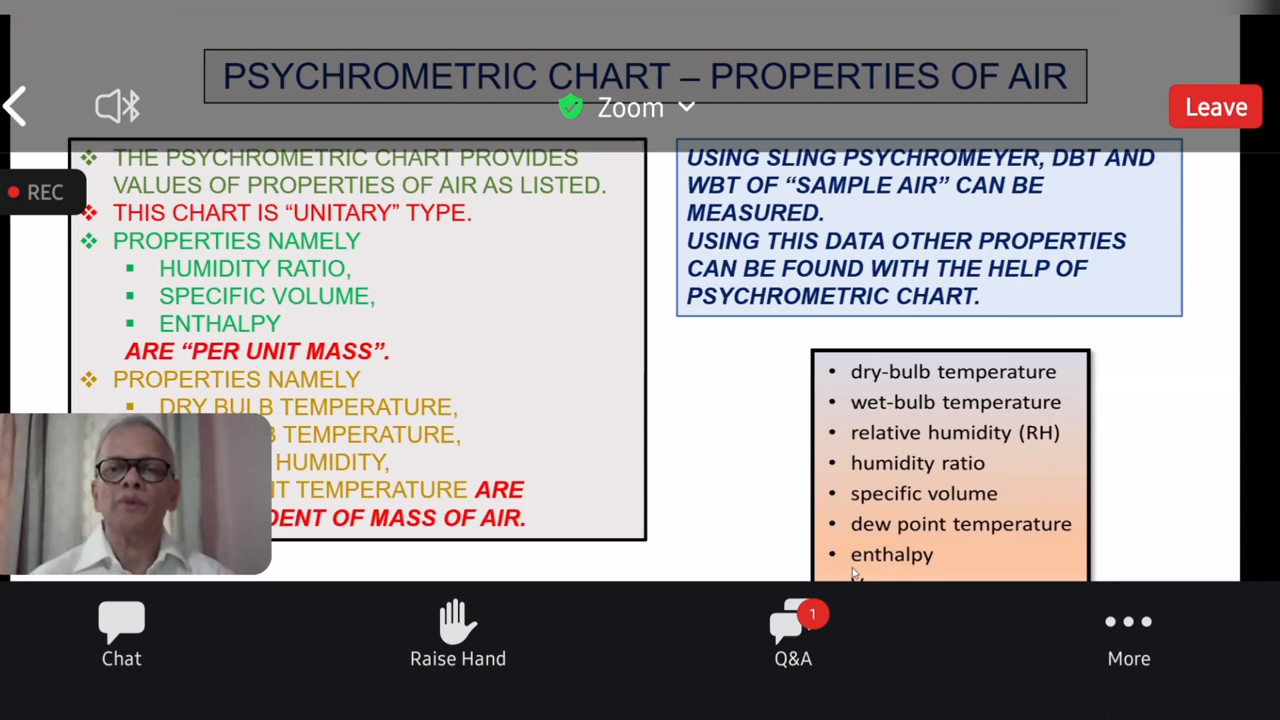 PSYCHROMETRIC CHART – PROPERTIES OF AIR
Zoom
Leave
REC
❖ THE PSYCHROMETRIC CHART PROVIDES
VALUES OF PROPERTIES OF AIR AS LISTED.
❖ THIS CHART IS “UNITARY” TYPE.
❖ PROPERTIES NAMELY
▪ HUMIDITY RATIO,
▪ SPECIFIC VOLUME,
▪ ENTHALPY
ARE “PER UNIT MASS”.
❖ PROPERTIES NAMELY
▪ DRY BULB TEMPERATURE,
TEMPERATURE,
HUMIDITY,
TEMPERATURE ARE
OF MASS OF AIR.
USING SLING PSYCHROMEYER, DBT AND
WBT OF “SAMPLE AIR” CAN BE
MEASURED.
USING THIS DATA OTHER PROPERTIES
CAN BE FOUND WITH THE HELP OF
PSYCHROMETRIC CHART.
• dry-bulb temperature
• wet-bulb temperature
• relative humidity (RH)
• humidity ratio
• specific volume
• dew point temperature
• enthalpy
Chat
Raise Hand
1
Q&A
More